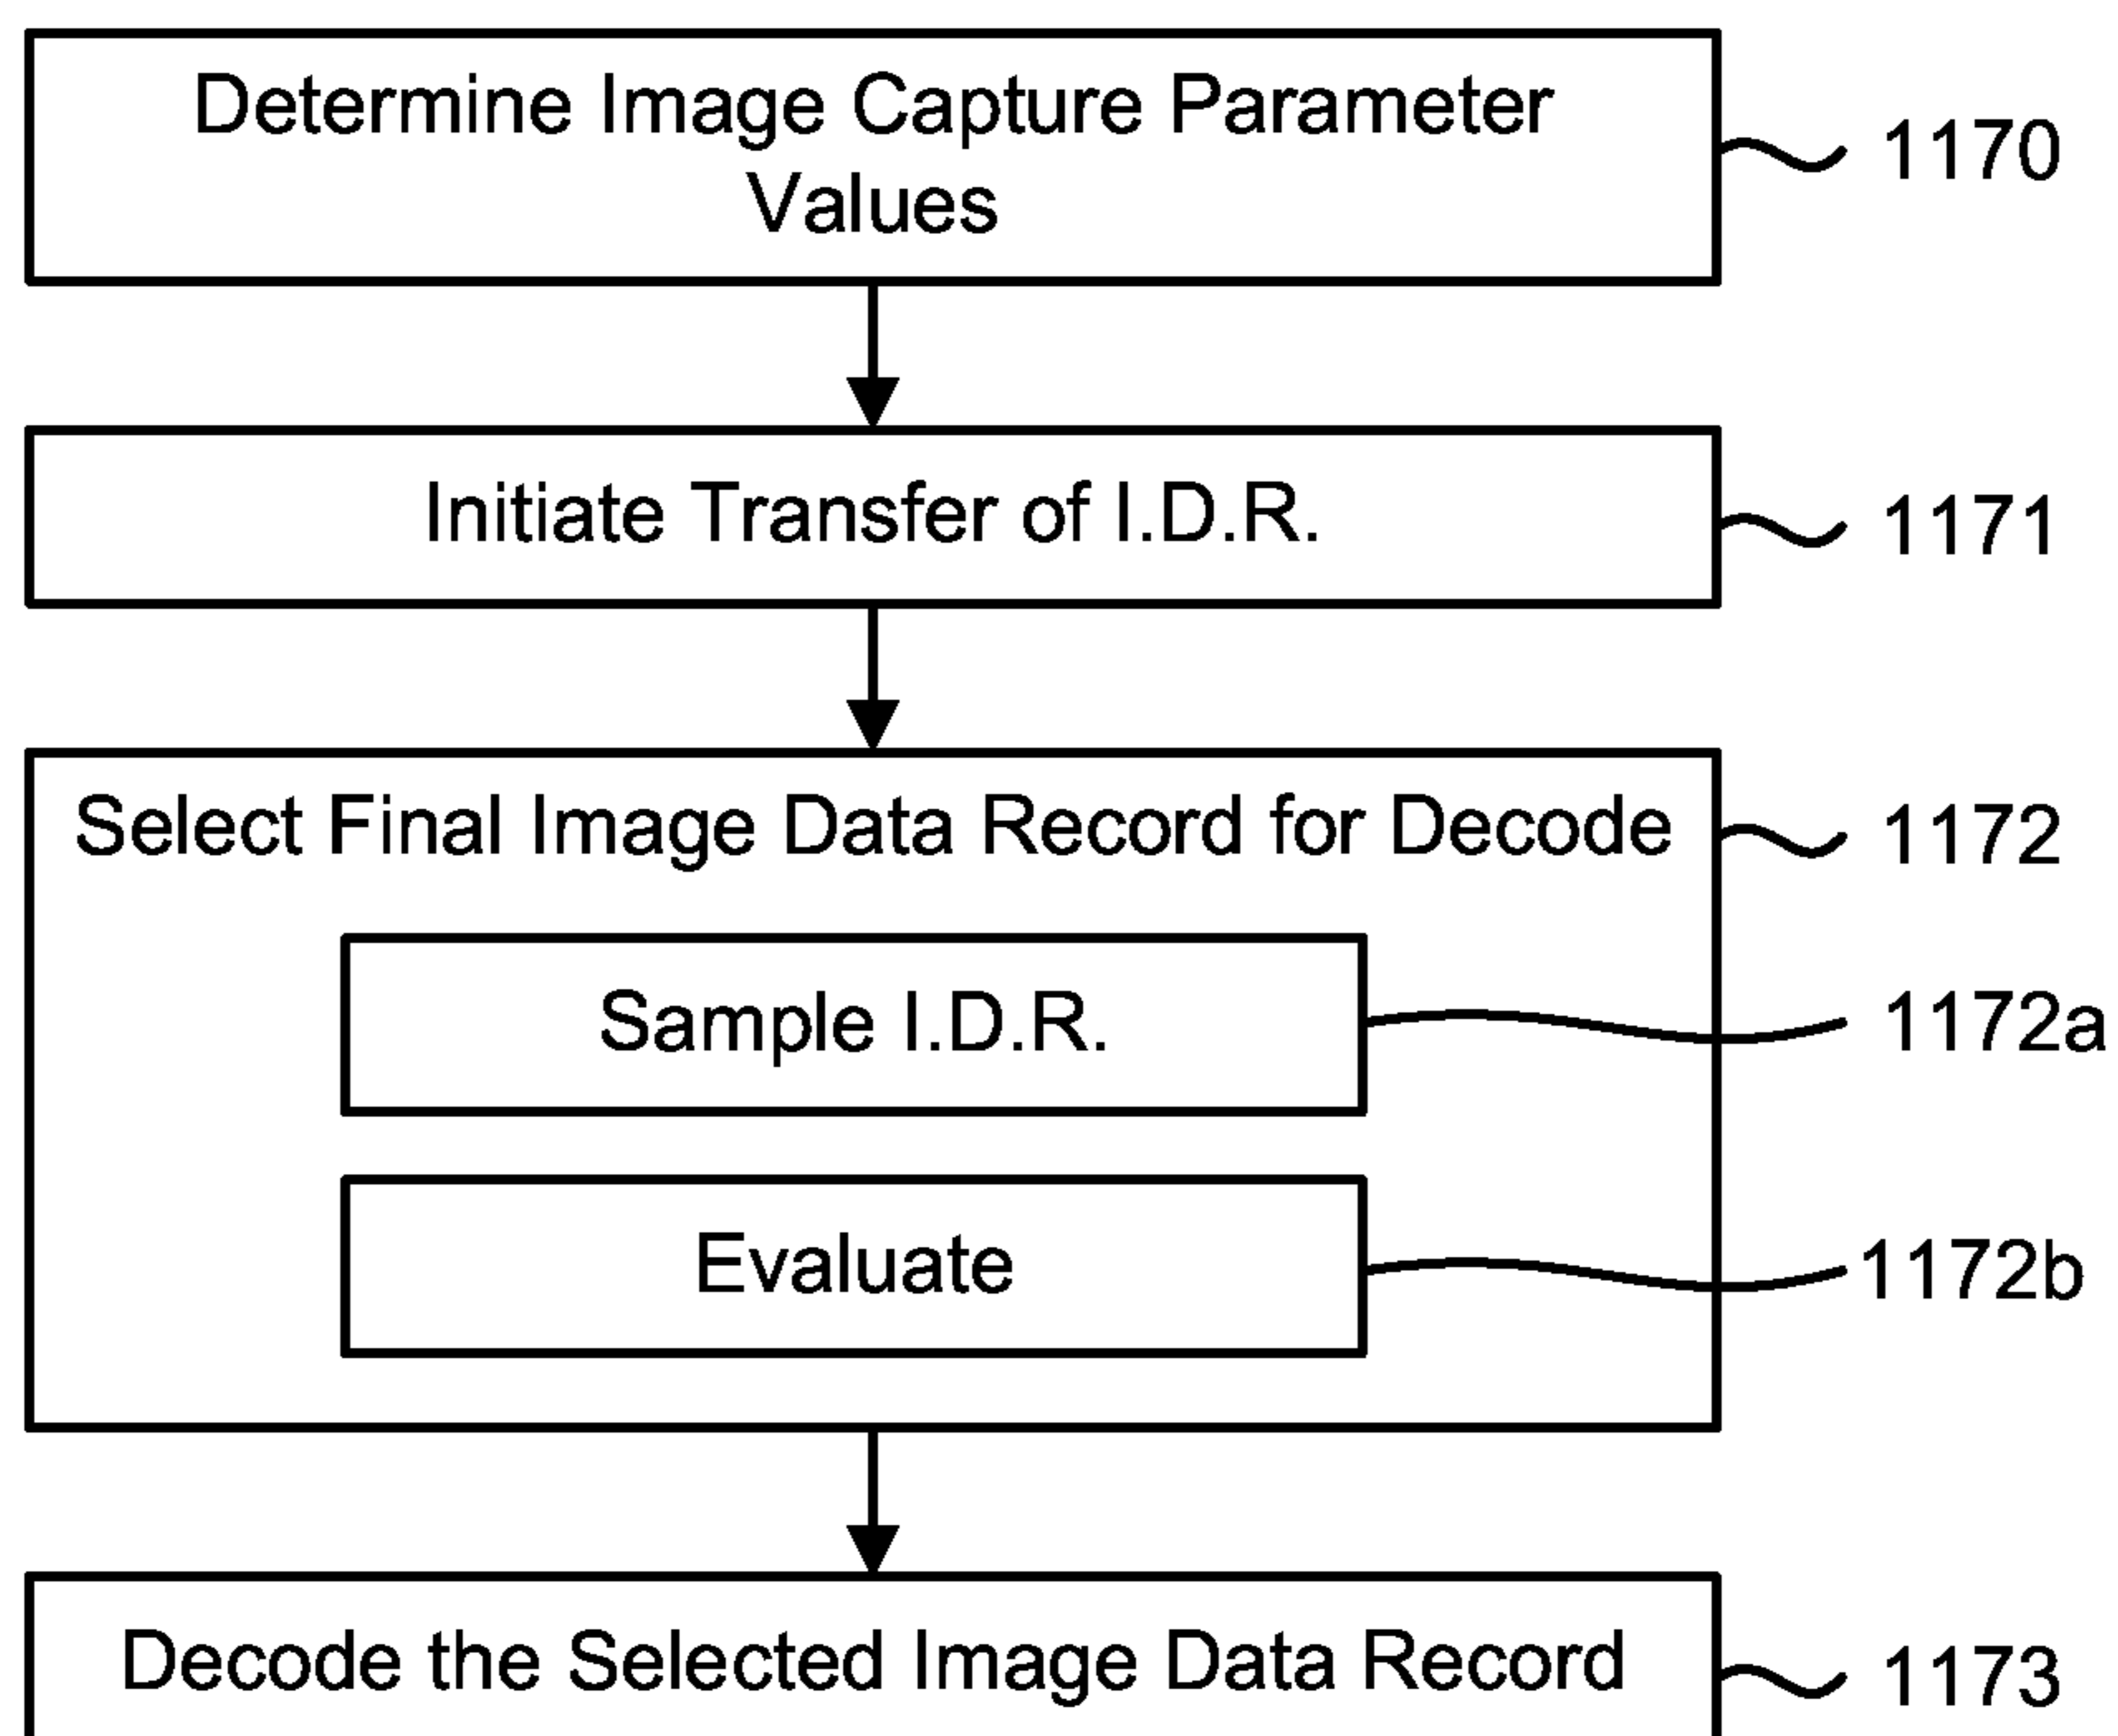 Determine Image Capture Parameter
Values
1170
Initiate Transfer of I.D.R.
1171
Select Final Image Data Record for Decode
1172
Sample I.D.R.
1172a
Evaluate
1172b
Decode the Selected Image Data Record
1173